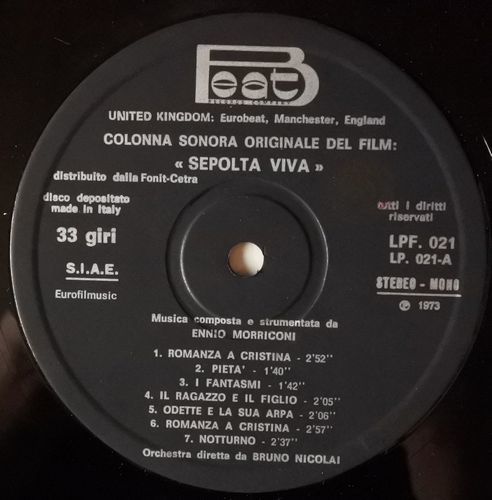 Beat
RECORDS COMPANY
UNITED KINGDOM: Eurobeat, Manchester, England
COLONNA SONORA ORIGINALE DEL FILM:
« SEPOLTA VIVA »
distribuito dalla Fonit-Cetra
disco depositato
made in Italy
tutti i diritti
riservati
33 giri
LPF. 021
LP. 021-A
S.I.A.E.
STEREO - MONO
Eurofilmusic
℗ 1973
Musica composta e strumentata da
ENNIO MORRICONI
1. ROMANZA A CRISTINA - 2'52''
2. PIETA' - 1'40''
3. I FANTASMI - 1'42''
4. IL RAGAZZO E IL FIGLIO - 2'05''
5. ODETTE E LA SUA ARPA - 2'06''
6. ROMANZA A CRISTINA - 2'57''
7. NOTTURNO - 2'37''
Orchestra diretta da BRUNO NICOLAI